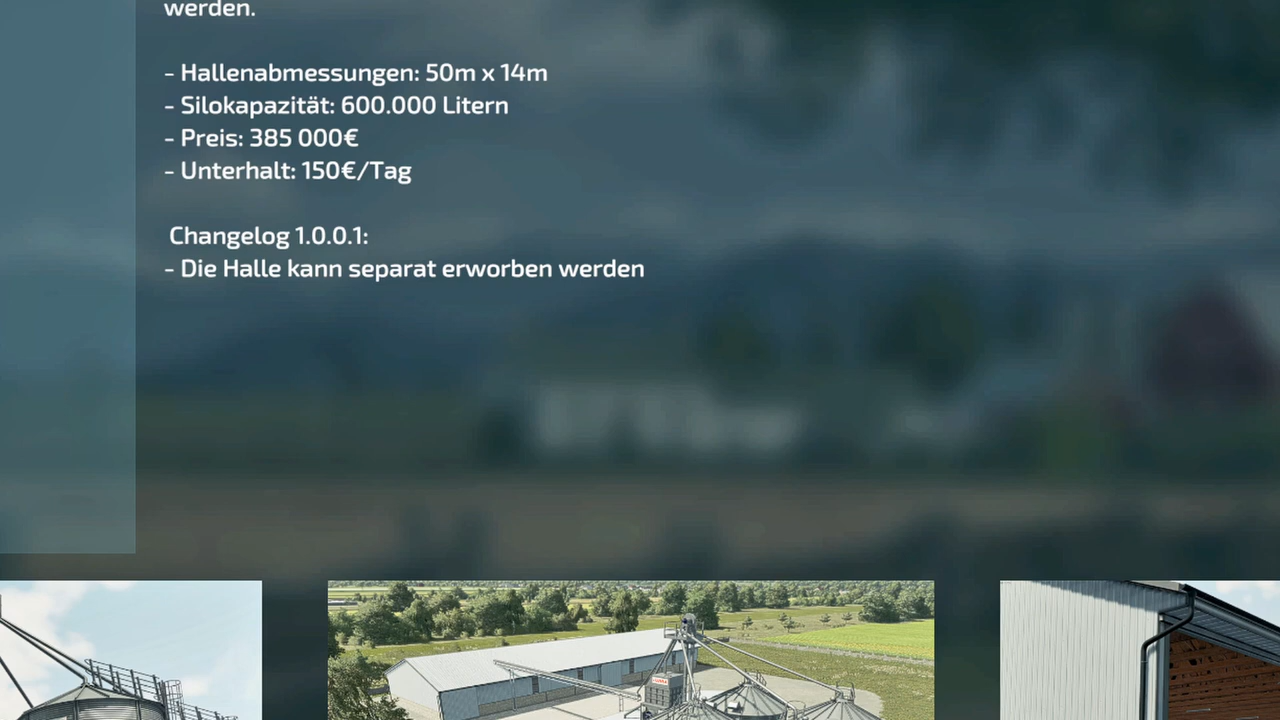 werden.
- Hallenabmessungen: 50m x 14m
- Silokapazität: 600.000 Litern
- Preis: 385 000€
- Unterhalt: 150€/Tag
Changelog 1.0.0.1:
- Die Halle kann separat erworben werden